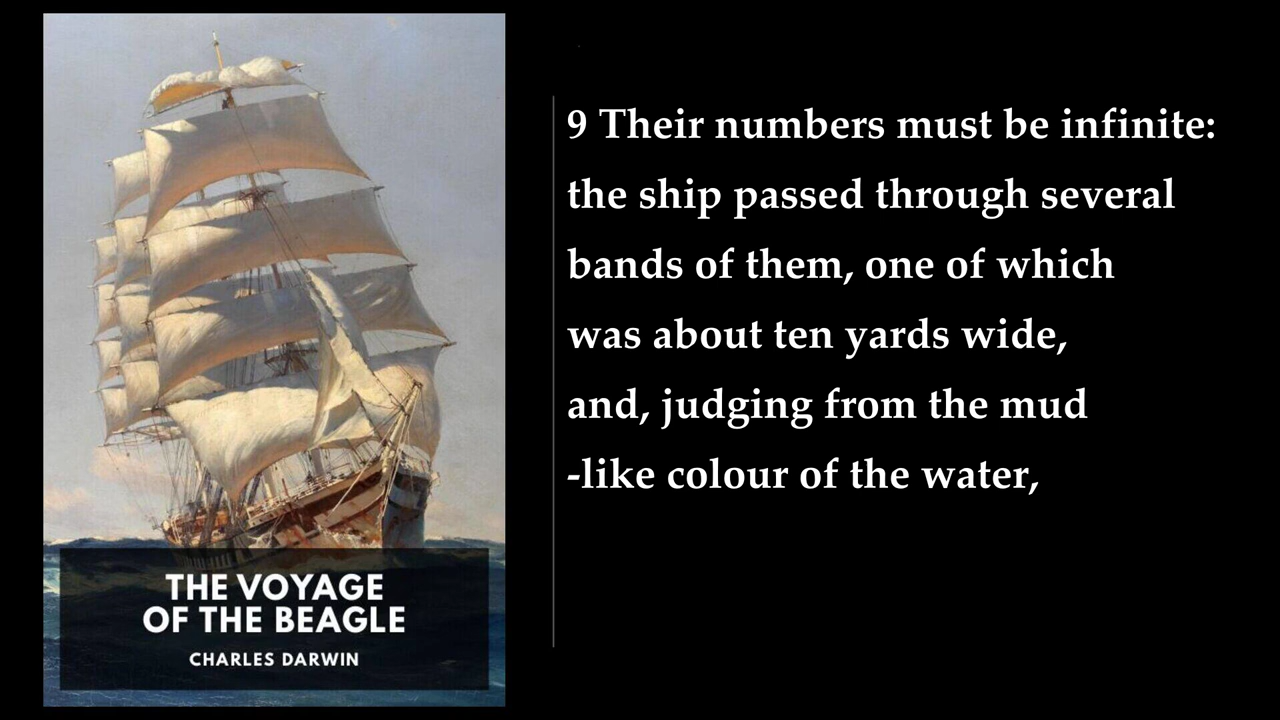 THE VOYAGE
OF THE BEAGLE
CHARLES DARWIN
9 Their numbers must be infinite:
the ship passed through several
bands of them, one of which
was about ten yards wide,
and, judging from the mud
-like colour of the water,